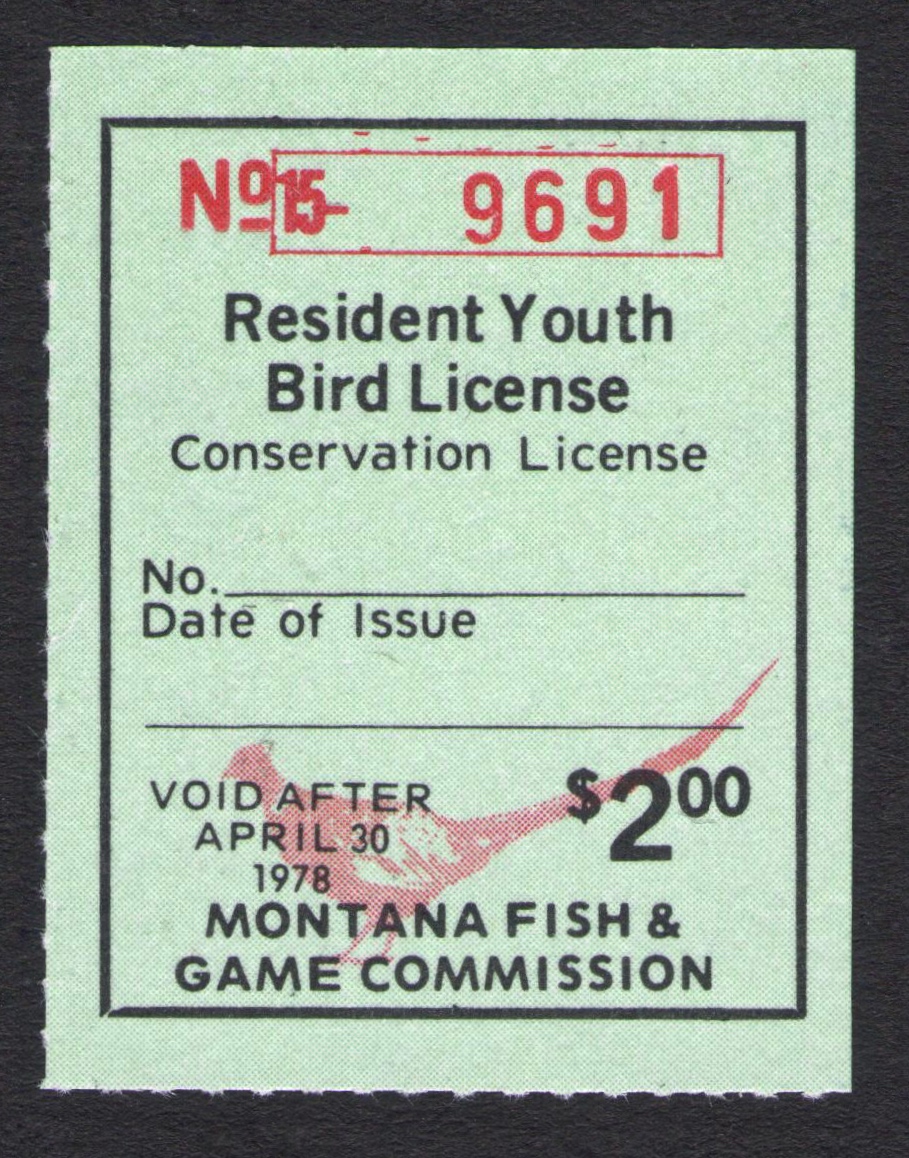 Nº 15- 9691
Resident Youth
Bird License
Conservation License
No.
Date of Issue
VOID AFTER
APRIL 30
1978
$2 00
MONTANA FISH &
GAME COMMISSION